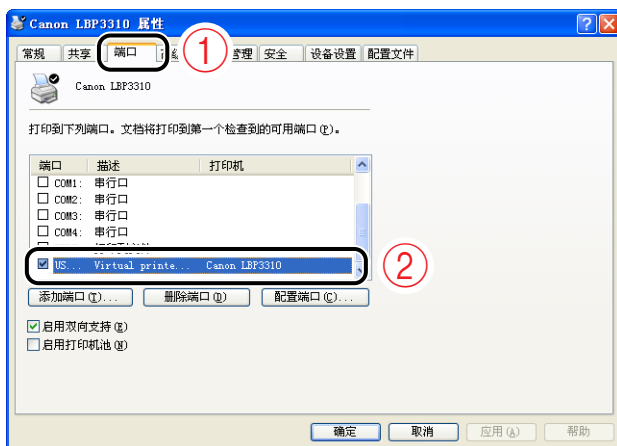 Canon LBP3310 属性
常规 共享 端口 管理 安全 设备设置 配置文件
①
Canon LBP3310
打印到下列端口。文档将打印到第一个检查到的可用端口(P)。
端口 描述 打印机
COM1: 串行口
COM2: 串行口
COM3: 串行口
COM4: 串行口
US... Virtual printe... Canon LBP3310
②
添加端口(T)... 删除端口(D) 配置端口(C)...
启用双向支持(E)
启用打印机池(N)
确定 取消 应用(A) 帮助